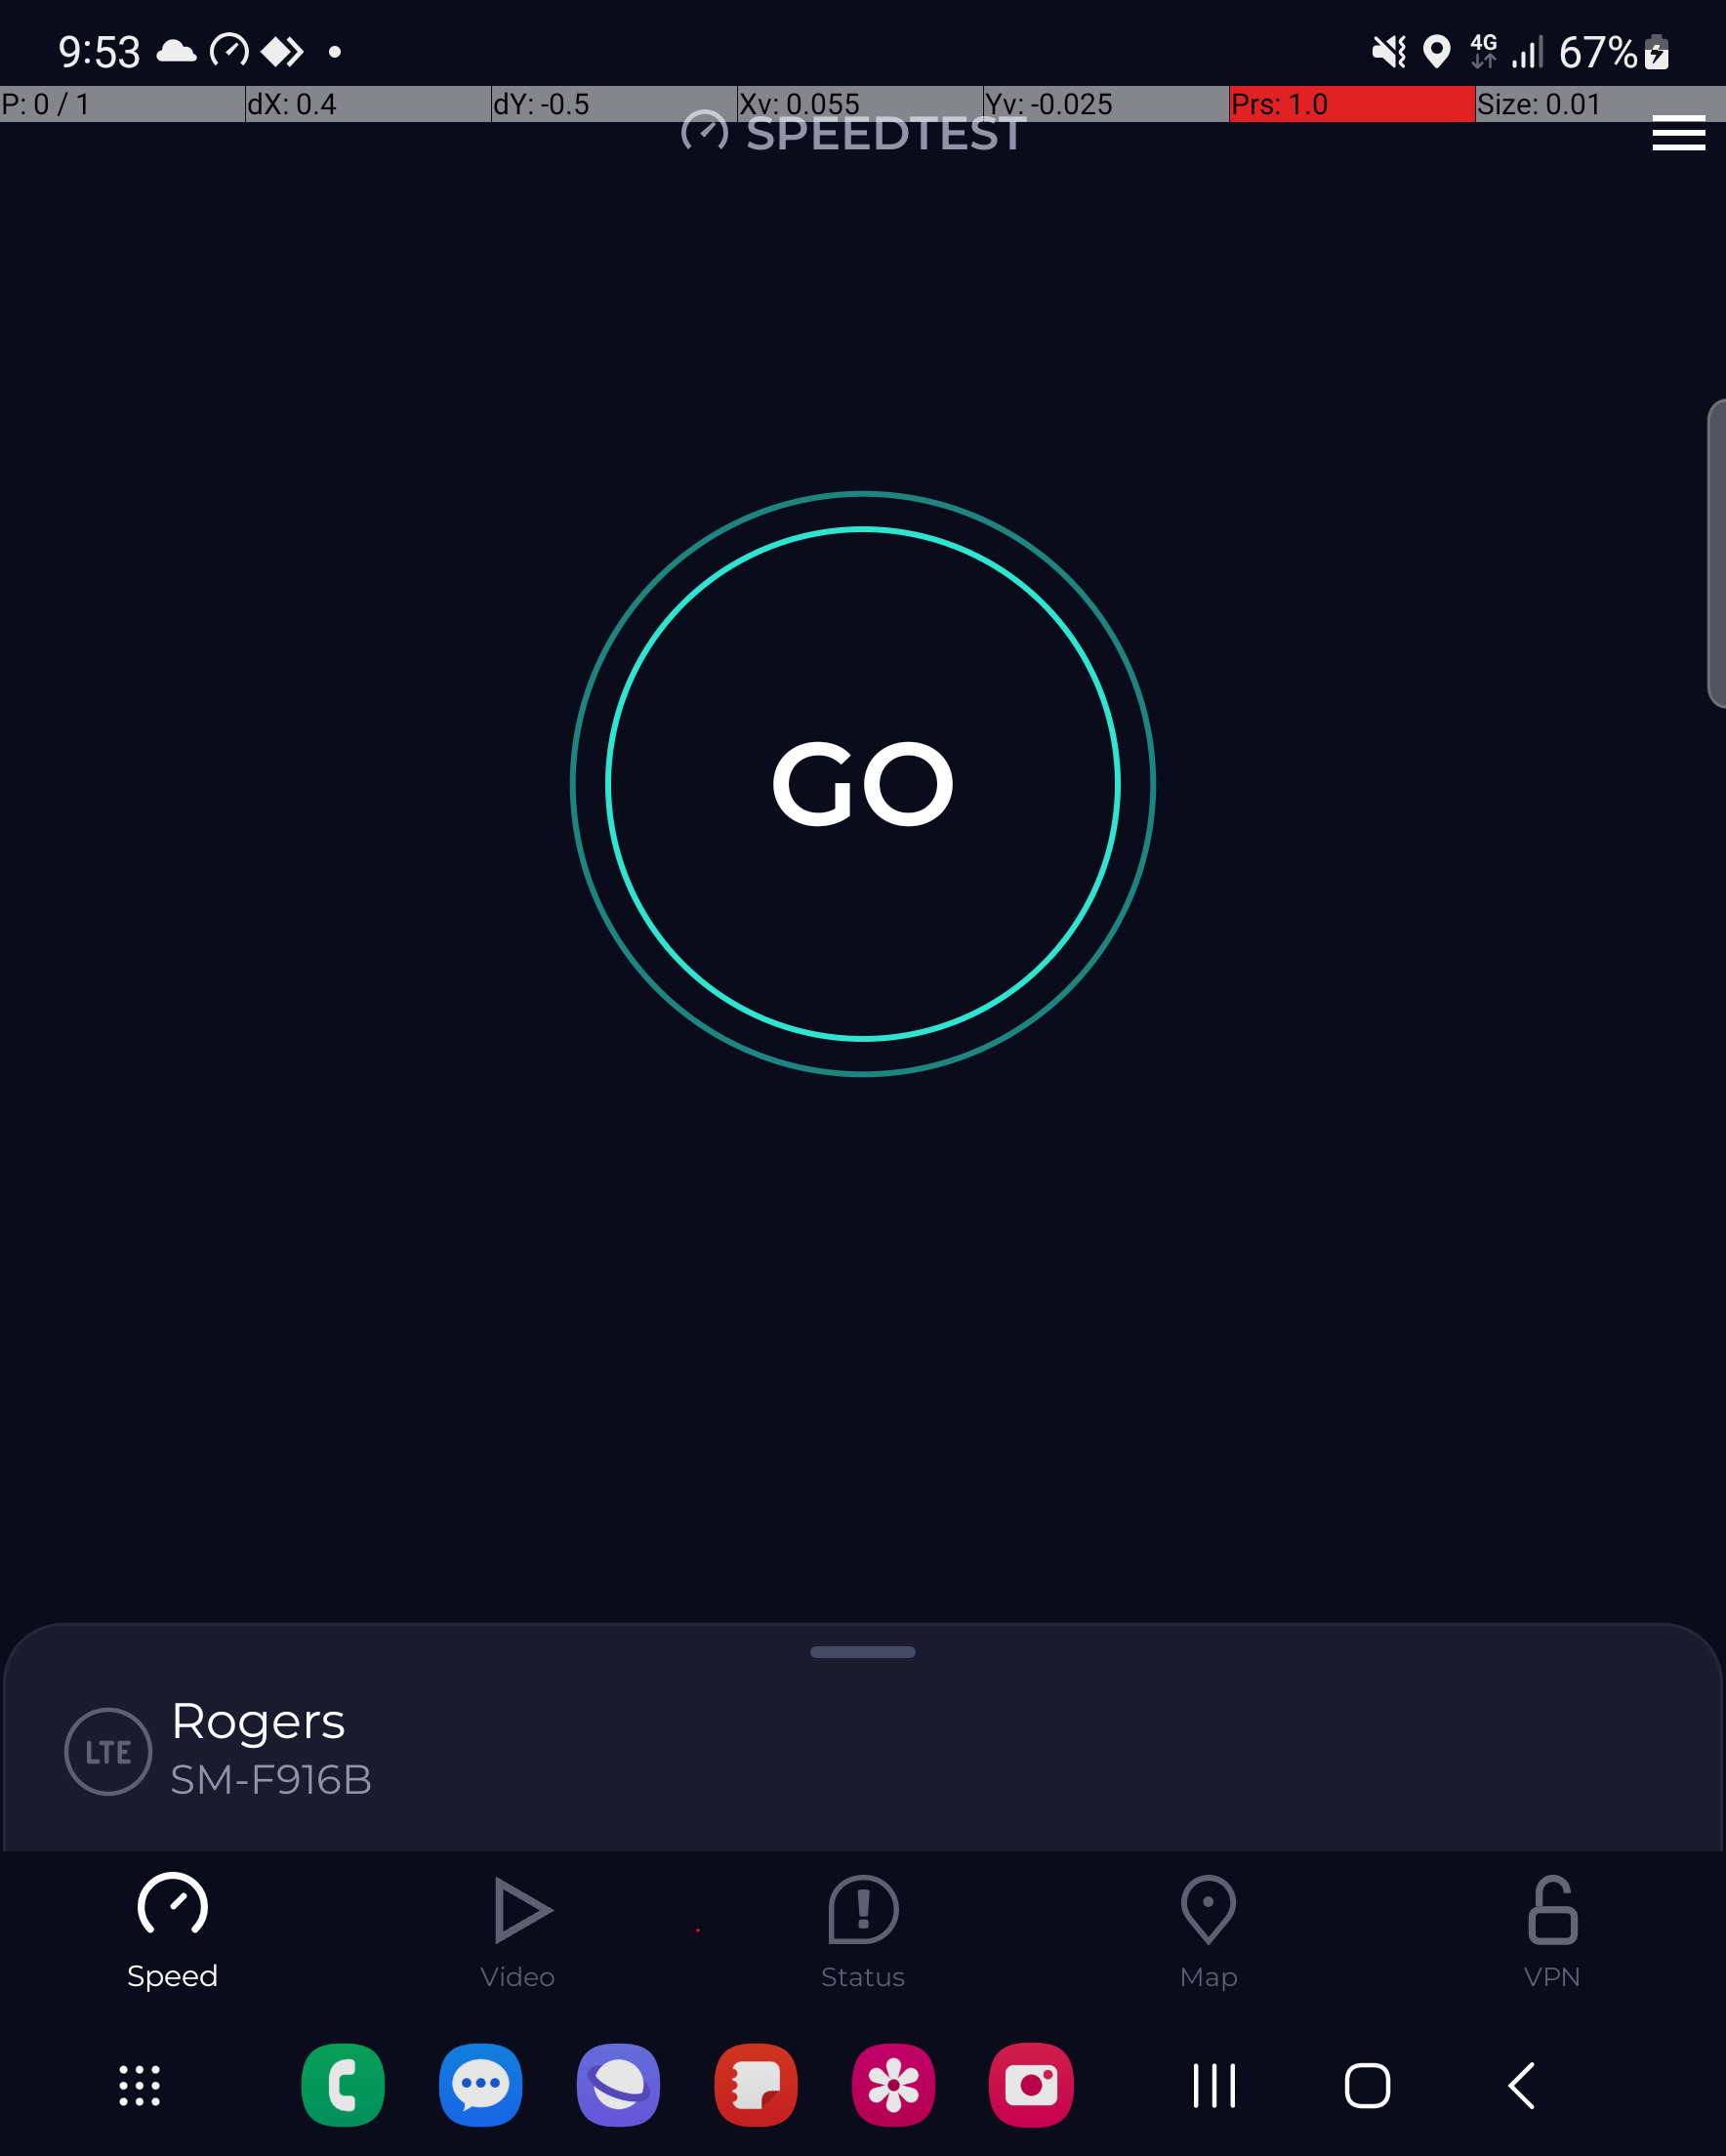 9:53 4G 67%
P: 0 / 1 dX: 0.4 dY: -0.5 Xv: 0.055 Yv: -0.025 Prs: 1.0 Size: 0.01
SPEEDTEST
GO
Rogers
LTE
SM-F916B
Speed Video Status Map VPN